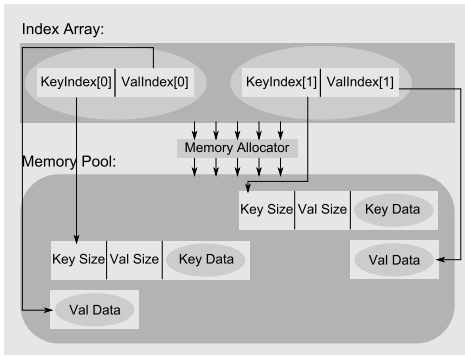 Index Array:
KeyIndex[0] ValIndex[0] KeyIndex[1] ValIndex[1]
Memory Allocator
Memory Pool:
Key Size Val Size Key Data
Key Size Val Size Key Data Val Data
Val Data